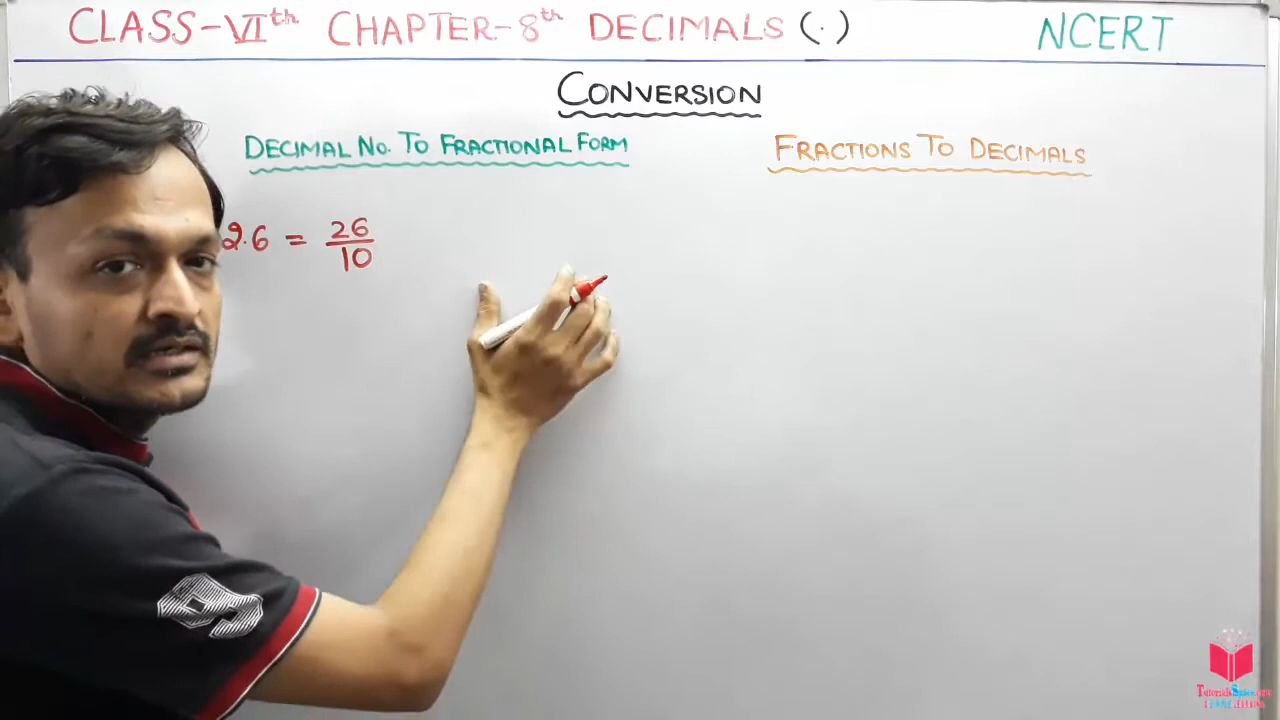 CLASS-VIth CHAPTER-8th DECIMALS (.) NCERT
CONVERSION
DECIMAL NO. TO FRACTIONAL FORM
FRACTIONS TO DECIMALS
2.6 = 26/10